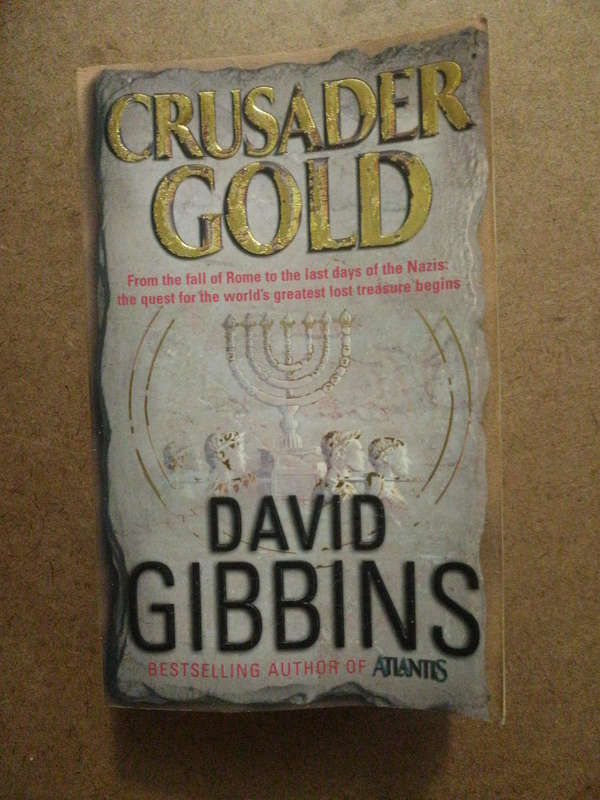 CRUSADER
GOLD
From the fall of Rome to the last days of the Nazis:
the quest for the world's greatest lost treasure begins
DAVID
GIBBINS
BESTSELLING AUTHOR OF ATLANTIS